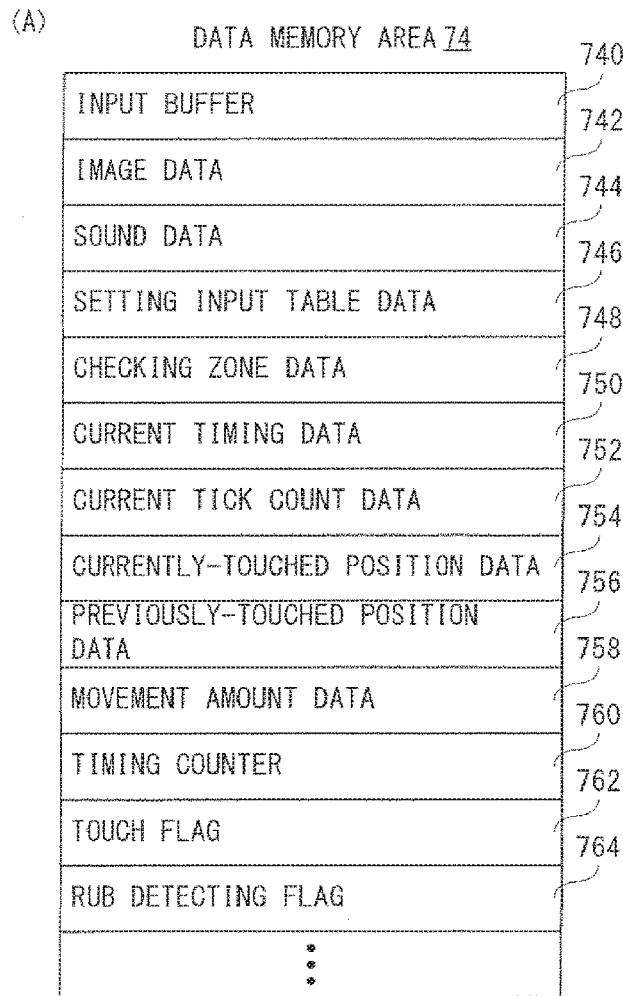 (A)
DATA MEMORY AREA 74
740
INPUT BUFFER
742
IMAGE DATA
744
SOUND DATA
746
SETTING INPUT TABLE DATA
748
CHECKING ZONE DATA
750
CURRENT TIMING DATA
752
CURRENT TICK COUNT DATA
754
CURRENTLY-TOUCHED POSITION DATA
756
PREVIOUSLY-TOUCHED POSITION
DATA
758
MOVEMENT AMOUNT DATA
760
TIMING COUNTER
762
TOUCH FLAG
764
RUB DETECTING FLAG